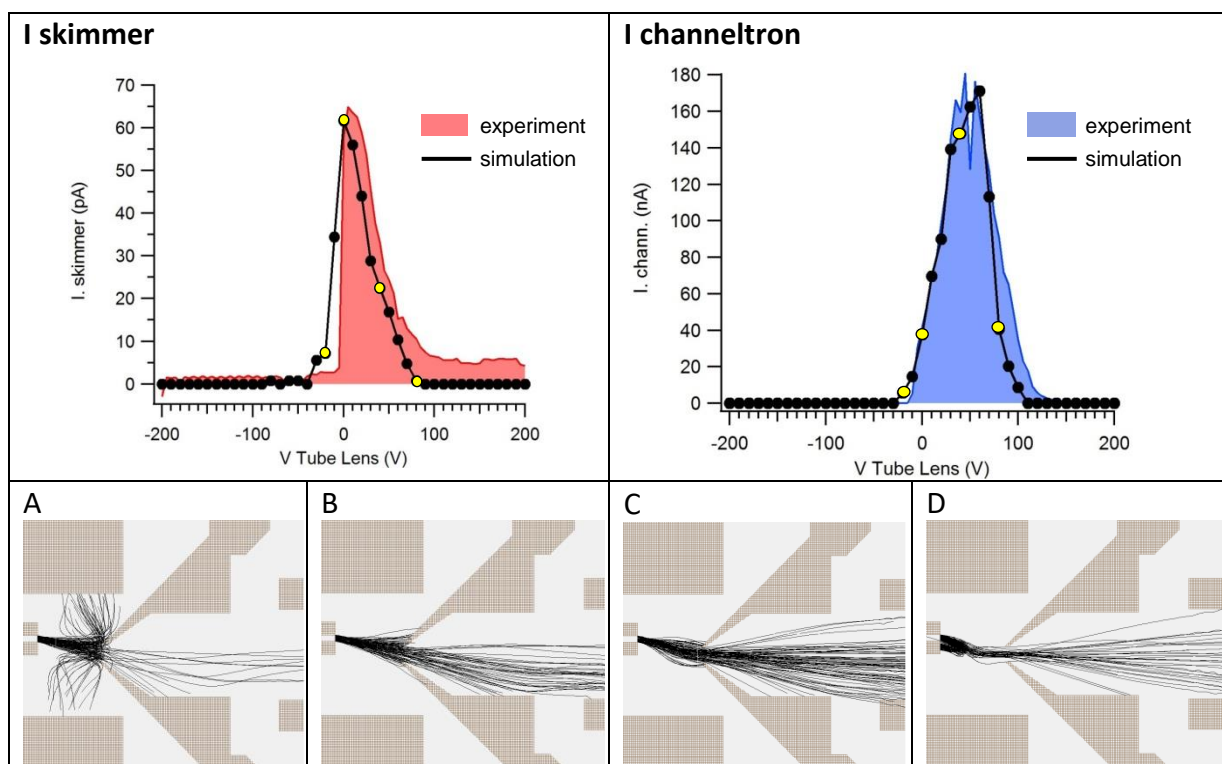 I skimmer
70
60
50
40
30
20
10
0
I. skimmer (pA)
experiment
simulation
-200
-100
0
100
200
V Tube Lens (V)
I channeltron
180
160
140
120
100
80
60
40
20
0
I. chann. (nA)
experiment
simulation
-200
-100
0
100
200
V Tube Lens (V)
A
B
C
D